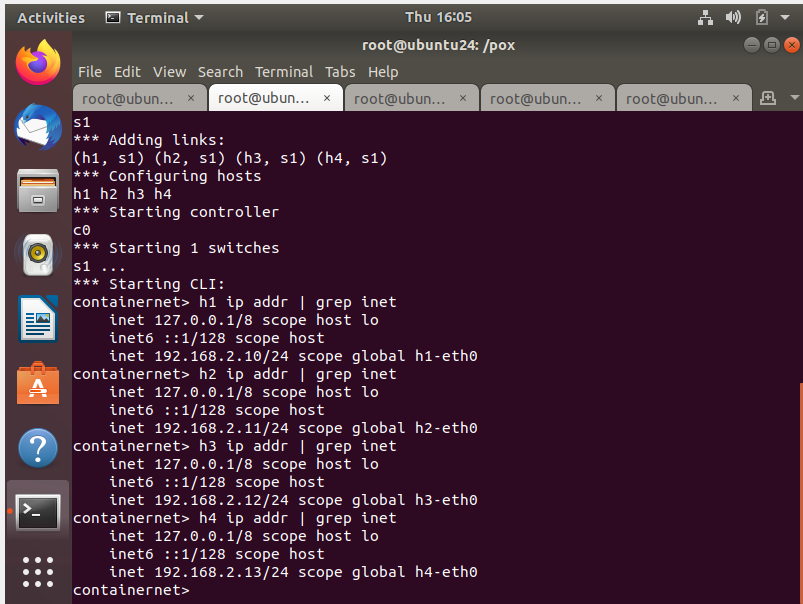 Activities Terminal Thu 16:05
root@ubuntu24: /pox
File Edit View Search Terminal Tabs Help
root@ubun... × root@ubun... × root@ubun... × root@ubun... × root@ubun... ×
s1
*** Adding links:
(h1, s1) (h2, s1) (h3, s1) (h4, s1)
*** Configuring hosts
h1 h2 h3 h4
*** Starting controller
c0
*** Starting 1 switches
s1 ...
*** Starting CLI:
containernet> h1 ip addr | grep inet
    inet 127.0.0.1/8 scope host lo
    inet6 ::1/128 scope host
    inet 192.168.2.10/24 scope global h1-eth0
containernet> h2 ip addr | grep inet
    inet 127.0.0.1/8 scope host lo
    inet6 ::1/128 scope host
    inet 192.168.2.11/24 scope global h2-eth0
containernet> h3 ip addr | grep inet
    inet 127.0.0.1/8 scope host lo
    inet6 ::1/128 scope host
    inet 192.168.2.12/24 scope global h3-eth0
containernet> h4 ip addr | grep inet
    inet 127.0.0.1/8 scope host lo
    inet6 ::1/128 scope host
    inet 192.168.2.13/24 scope global h4-eth0
containernet>